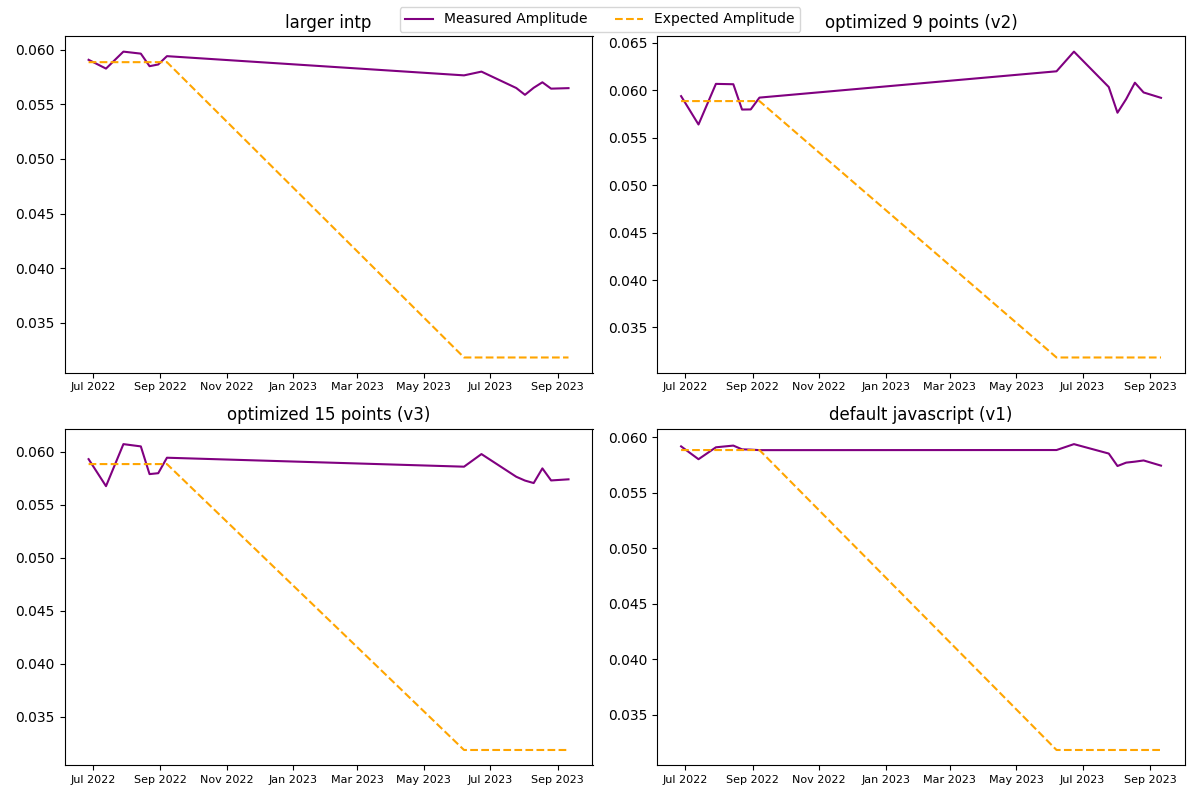 Measured Amplitude Expected Amplitude
larger intp
0.060
0.055
0.050
0.045
0.040
0.035
Jul 2022 Sep 2022 Nov 2022 Jan 2023 Mar 2023 May 2023 Jul 2023 Sep 2023
optimized 9 points (v2)
0.065
0.060
0.055
0.050
0.045
0.040
0.035
Jul 2022 Sep 2022 Nov 2022 Jan 2023 Mar 2023 May 2023 Jul 2023 Sep 2023
optimized 15 points (v3)
0.060
0.055
0.050
0.045
0.040
0.035
Jul 2022 Sep 2022 Nov 2022 Jan 2023 Mar 2023 May 2023 Jul 2023 Sep 2023
default javascript (v1)
0.060
0.055
0.050
0.045
0.040
0.035
Jul 2022 Sep 2022 Nov 2022 Jan 2023 Mar 2023 May 2023 Jul 2023 Sep 2023